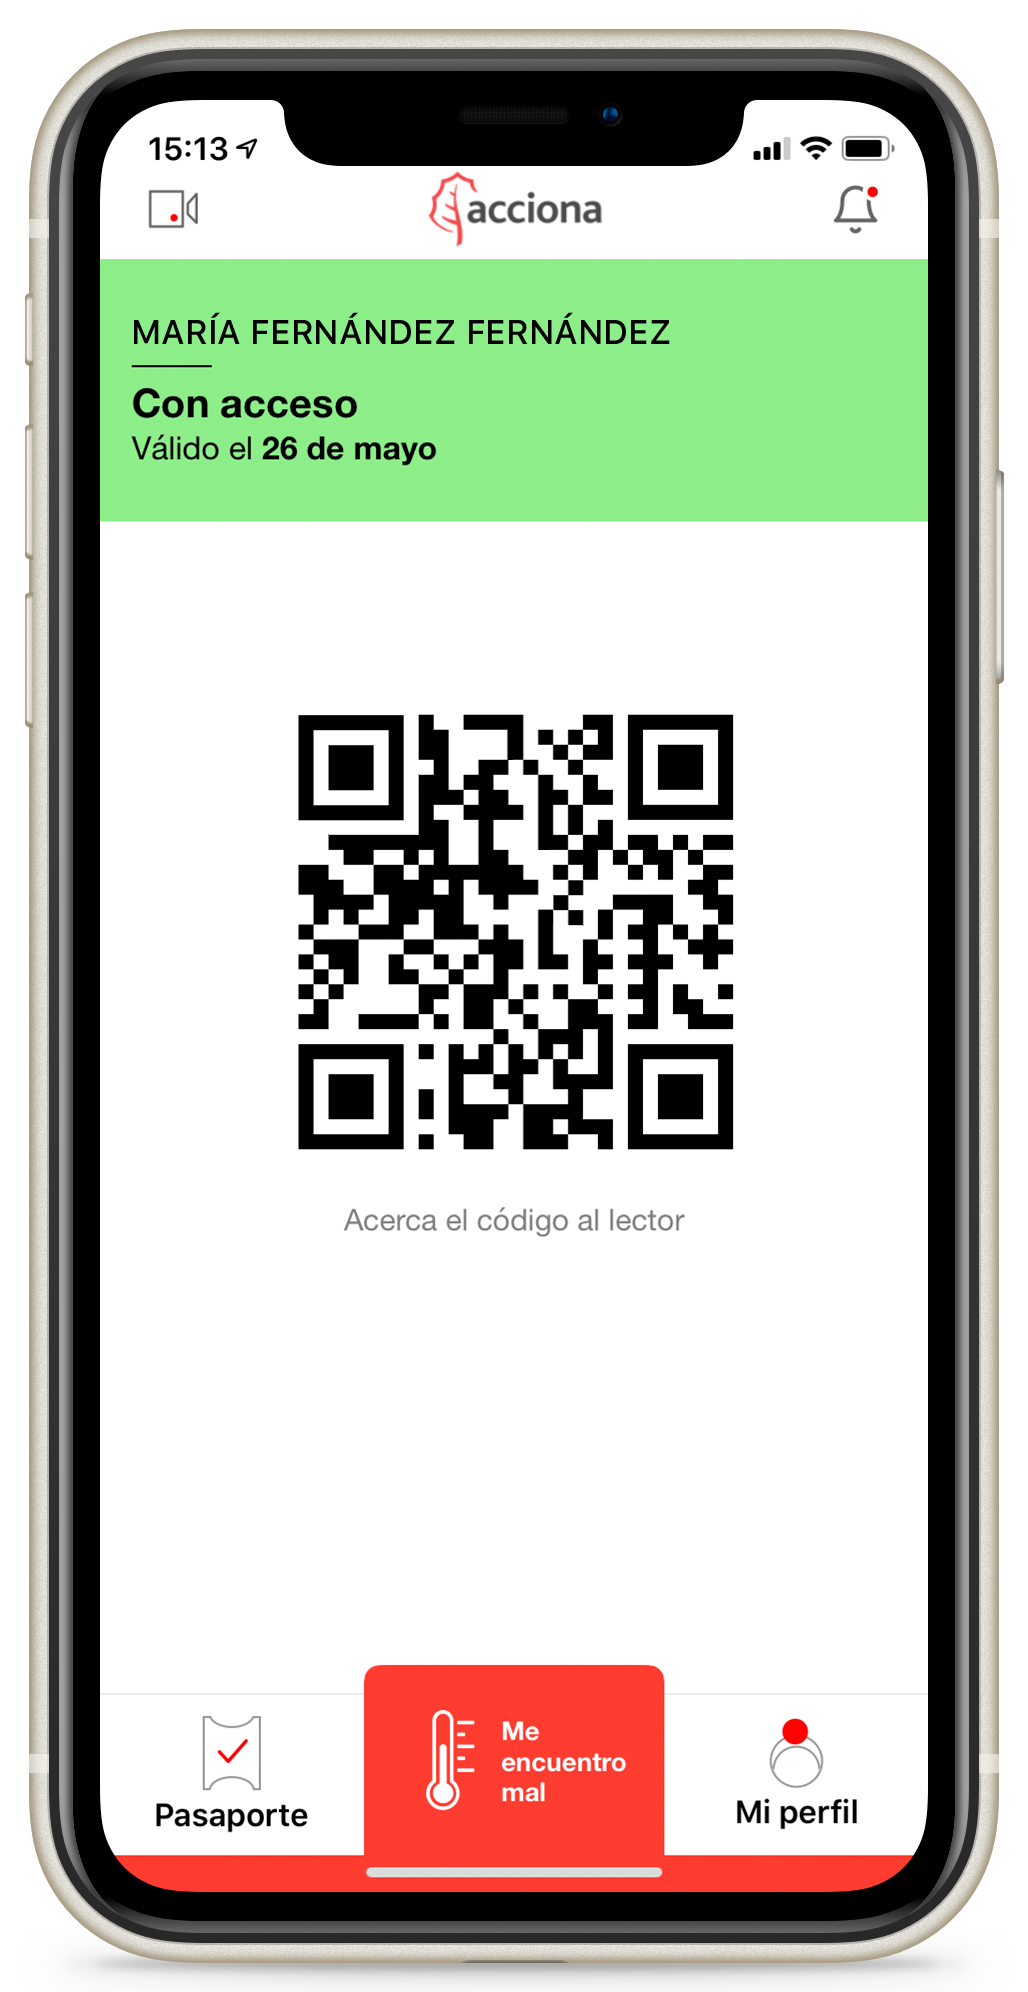 15:13
acciona
MARÍA FERNÁNDEZ FERNÁNDEZ
Con acceso
Válido el 26 de mayo
Acerca el código al lector
Me
encuentro
mal
Pasaporte
Mi perfil